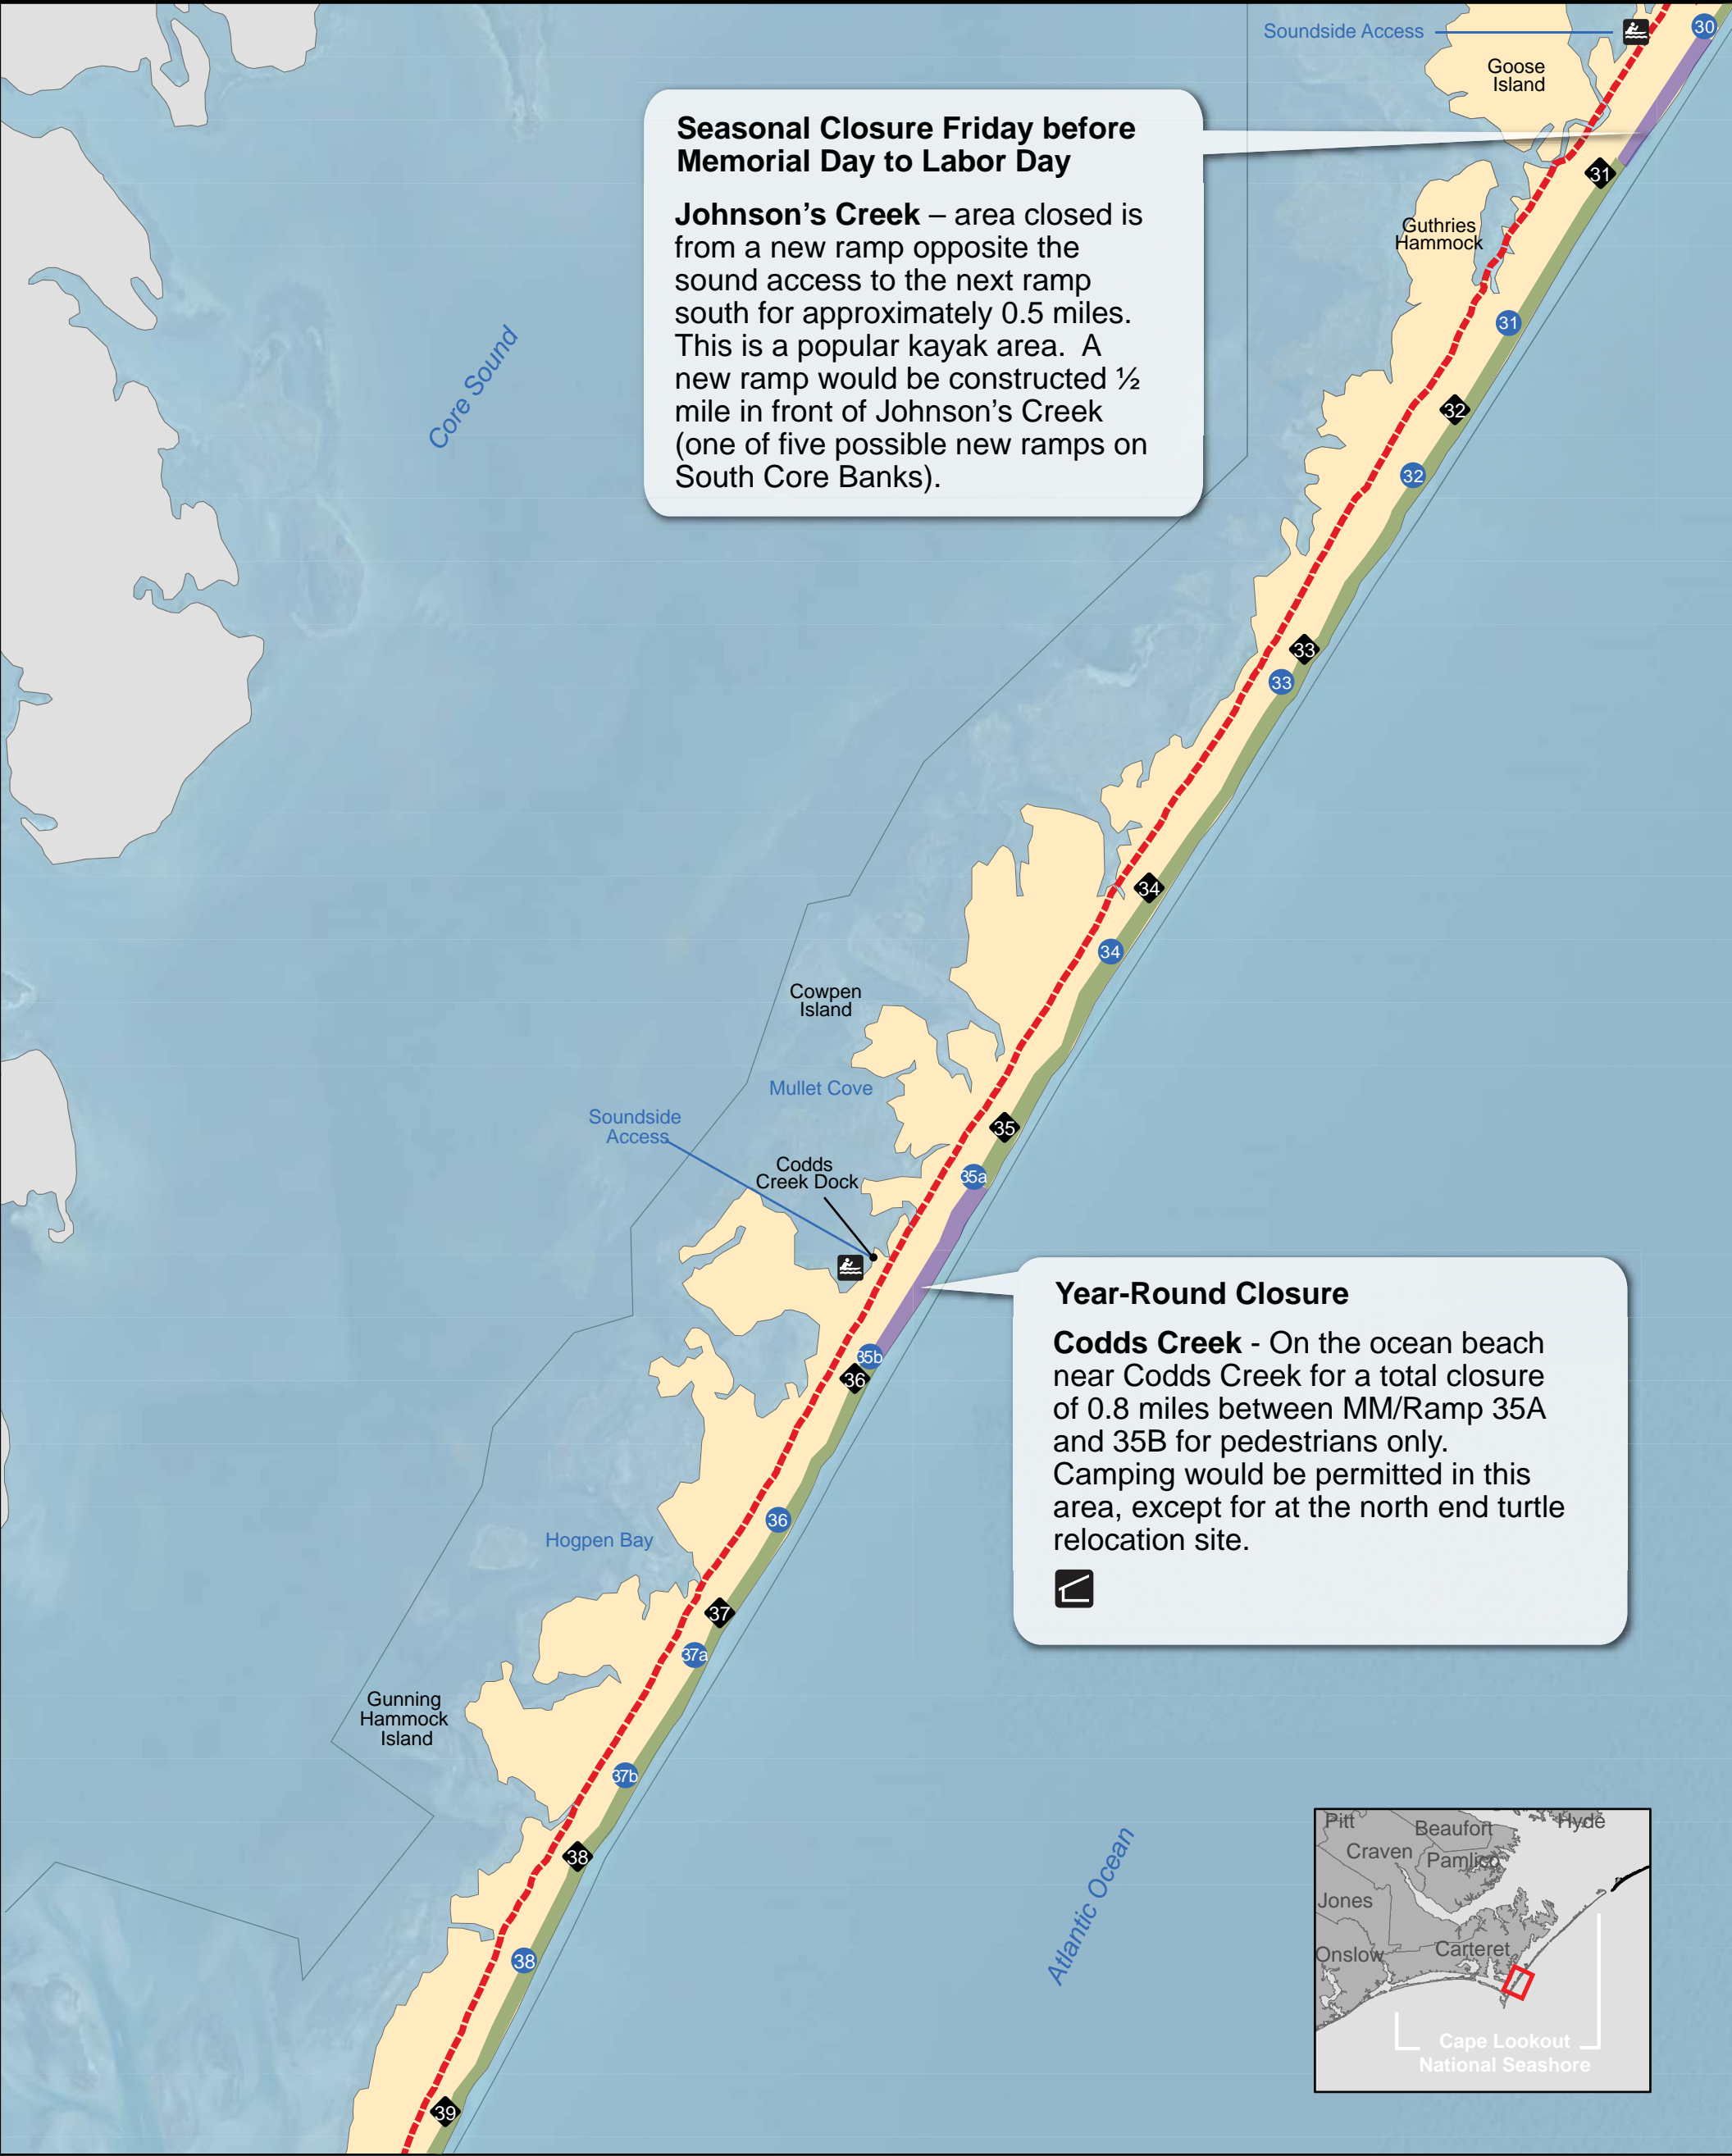 Soundside Access
30
Goose
Island
Seasonal Closure Friday before
Memorial Day to Labor Day
Johnson’s Creek – area closed is
from a new ramp opposite the
sound access to the next ramp
south for approximately 0.5 miles.
This is a popular kayak area.  A
new ramp would be constructed ½
mile in front of Johnson’s Creek
(one of five possible new ramps on
South Core Banks).
31
Guthries
Hammock
31
Core Sound
32
32
33
33
34
34
Cowpen
Island
Mullet Cove
Soundside
Access
35
Codds
Creek Dock
35a
Year-Round Closure
Codds Creek - On the ocean beach
near Codds Creek for a total closure
of 0.8 miles between MM/Ramp 35A
and 35B for pedestrians only.
Camping would be permitted in this
area, except for at the north end turtle
relocation site.
35b
36
36
Hogpen Bay
37
37a
Gunning
Hammock
Island
37b
38
Atlantic Ocean
38
39
Pitt
Beaufort
Hyde
Craven
Pamlico
Jones
Onslow
Carteret
Cape Lookout
National Seashore